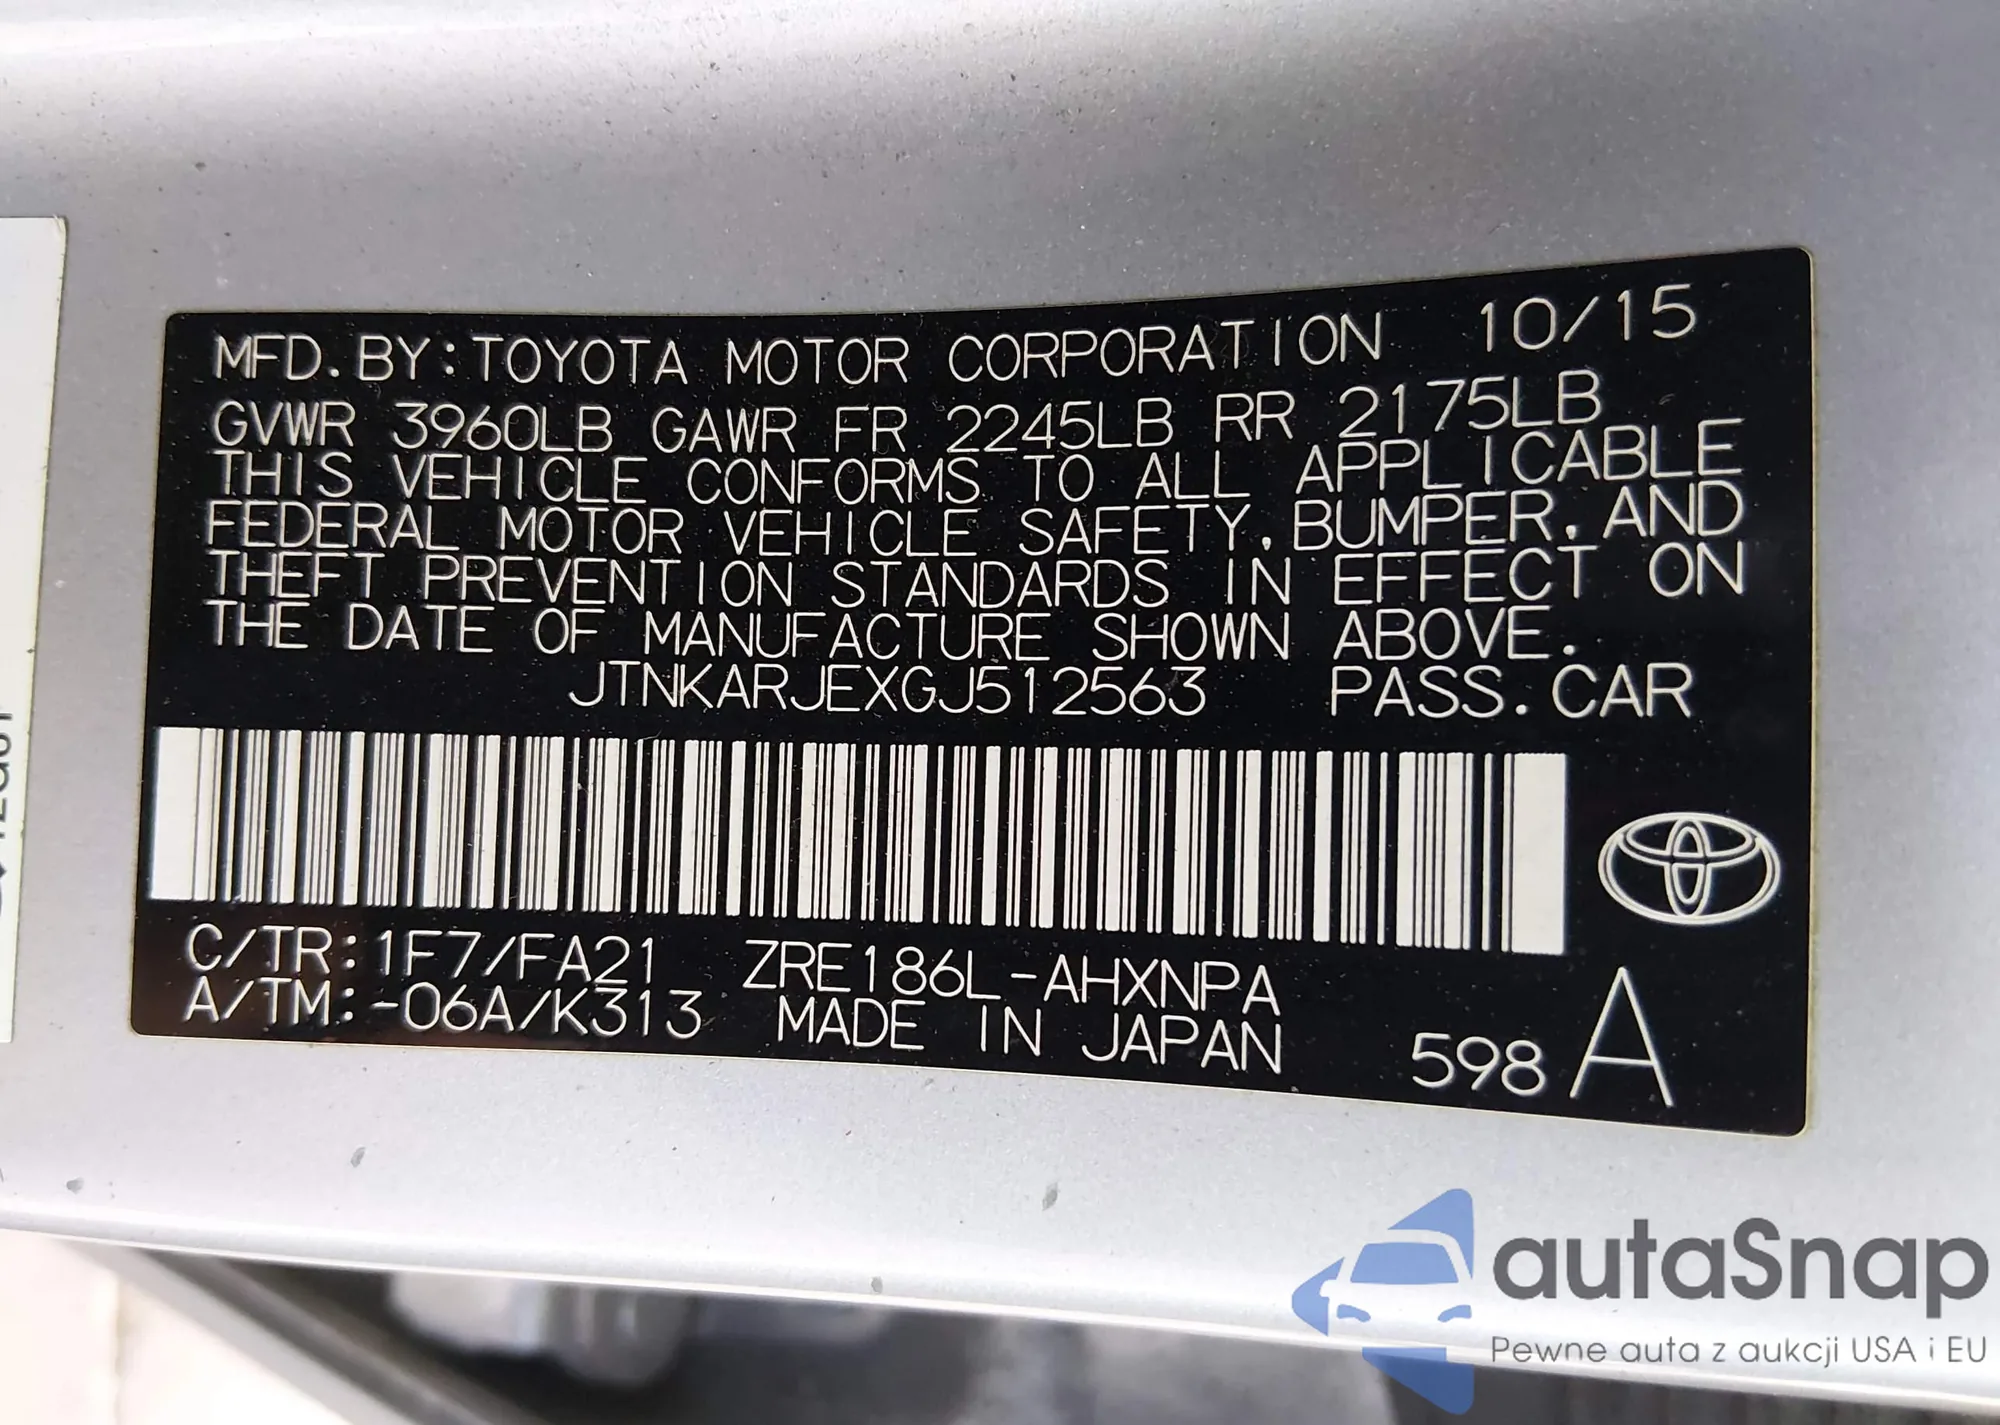 MFD. BY: TOYOTA MOTOR CORPORATION 10/15
GVWR 3960LB GAWR FR 2245LB RR 2175LB
THIS VEHICLE CONFORMS TO ALL APPLICABLE
FEDERAL MOTOR VEHICLE SAFETY, BUMPER, AND
THEFT PREVENTION STANDARDS IN EFFECT ON
THE DATE OF MANUFACTURE SHOWN ABOVE.
JTNKARJEXGJ512563 PASS. CAR
C/TR: 1F7/FA21 ZRE186L-AHXNPA
A/TM: -06A/K313 MADE IN JAPAN
598 A
autaSnap
Pewne auta z aukcji USA i EU